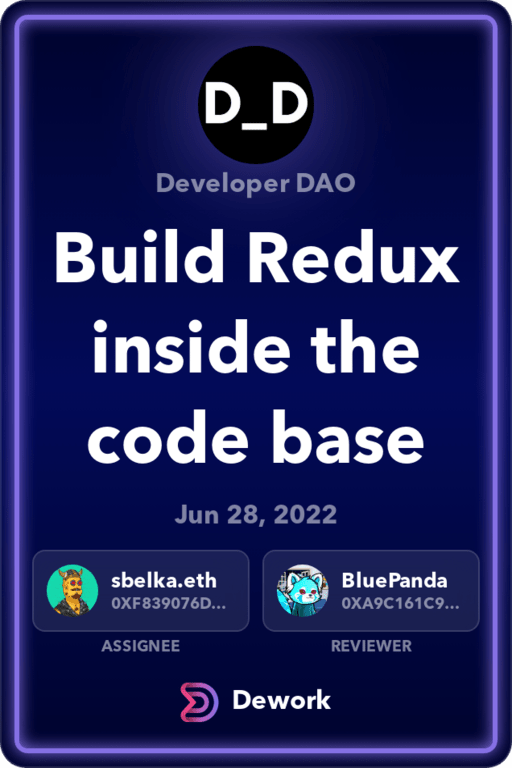 D_D
Developer DAO
Build Redux
inside the
code base
Jun 28, 2022
sbelka.eth
0XF839076D...
BluePanda
0XA9C161C9...
ASSIGNEE
REVIEWER
Dework